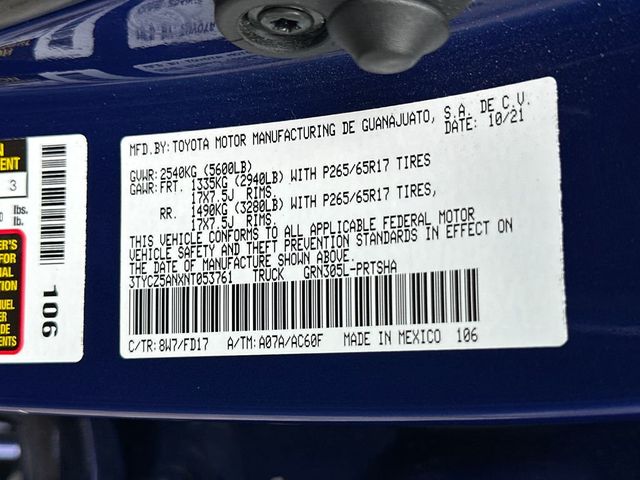 MFD.BY: TOYOTA MOTOR MANUFACTURING DE GUANAJUATO, S.A. DE C.V.
DATE: 10/21
GVWR: 2540KG (5600LB)
GAWR: FRT. 1335KG (2940LB) WITH P265/65R17 TIRES
17X7.5J RIMS.
RR. 1490KG (3280LB) WITH P265/65R17 TIRES,
17X7.5J RIMS.
THIS VEHICLE CONFORMS TO ALL APPLICABLE FEDERAL MOTOR
VEHICLE SAFETY AND THEFT PREVENTION STANDARDS IN EFFECT ON
THE DATE OF MANUFACTURE SHOWN ABOVE.
3TYCZ5ANXNT053761 TRUCK GRN305L-PRTSHA
C/TR: 8W7/FD17 A/TM: A07A/AC60F MADE IN MEXICO 106
3
lbs.
lb.
106